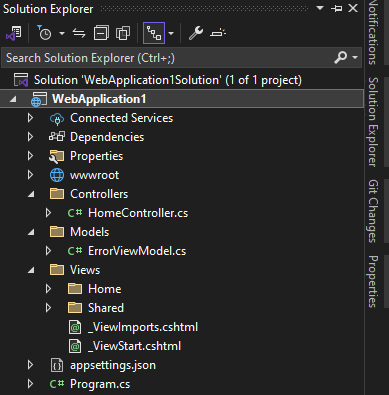 Solution Explorer
Search Solution Explorer (Ctrl+;)
Solution 'WebApplication1Solution' (1 of 1 project)
WebApplication1
Connected Services
Dependencies
Properties
wwwroot
Controllers
C# HomeController.cs
Models
C# ErrorViewModel.cs
Views
Home
Shared
@ _ViewImports.cshtml
@ _ViewStart.cshtml
appsettings.json
C# Program.cs
Notifications
Solution Explorer
Git Changes
Properties